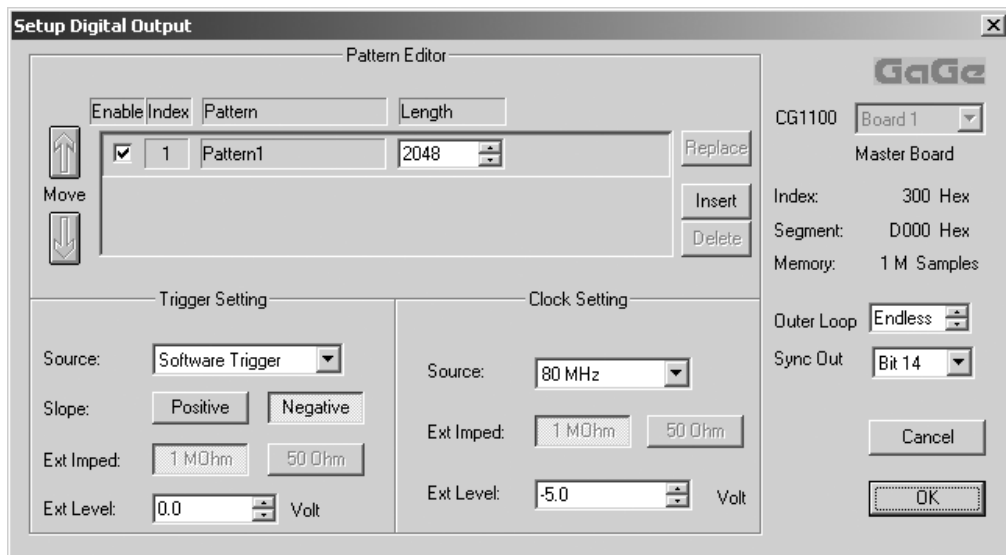 Setup Digital Output
Pattern Editor
GaGe
Enable Index Pattern Length
CG1100 Board 1
1 Pattern1 2048
Replace
Master Board
Move
Insert
Index: 300 Hex
Delete
Segment: D000 Hex
Memory: 1 M Samples
Trigger Setting
Clock Setting
Outer Loop Endless
Source: Software Trigger
Source: 80 MHz
Sync Out Bit 14
Slope: Positive Negative
Ext Imped: 1 MOhm 50 Ohm
Cancel
Ext Imped: 1 MOhm 50 Ohm
Ext Level: 0.0 Volt
Ext Level: -5.0 Volt
OK